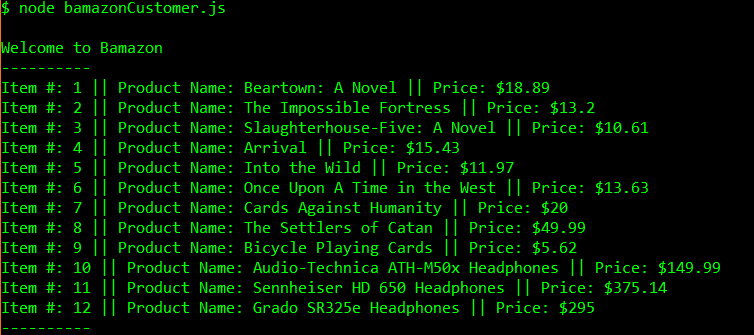 $ node bamazonCustomer.js
Welcome to Bamazon
----------
Item #: 1 || Product Name: Beartown: A Novel || Price: $18.89
Item #: 2 || Product Name: The Impossible Fortress || Price: $13.2
Item #: 3 || Product Name: Slaughterhouse-Five: A Novel || Price: $10.61
Item #: 4 || Product Name: Arrival || Price: $15.43
Item #: 5 || Product Name: Into the Wild || Price: $11.97
Item #: 6 || Product Name: Once Upon A Time in the West || Price: $13.63
Item #: 7 || Product Name: Cards Against Humanity || Price: $20
Item #: 8 || Product Name: The Settlers of Catan || Price: $49.99
Item #: 9 || Product Name: Bicycle Playing Cards || Price: $5.62
Item #: 10 || Product Name: Audio-Technica ATH-M50x Headphones || Price: $149.99
Item #: 11 || Product Name: Sennheiser HD 650 Headphones || Price: $375.14
Item #: 12 || Product Name: Grado SR325e Headphones || Price: $295
----------